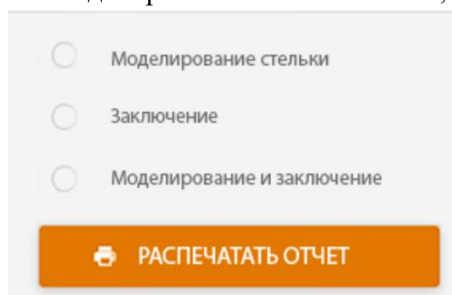 Моделирование стельки
Заключение
Моделирование и заключение
РАСПЕЧАТАТЬ ОТЧЕТ